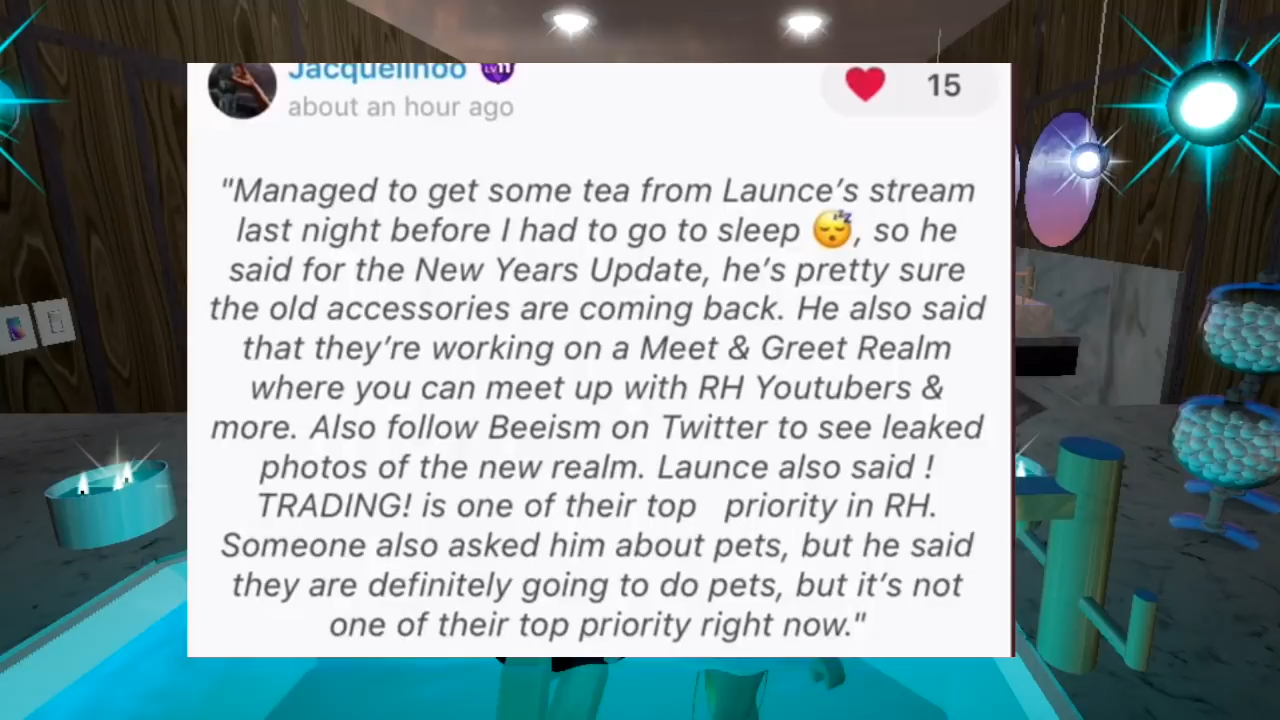 Jacquelinoo LV11
about an hour ago
15
"Managed to get some tea from Launce's stream
last night before I had to go to sleep 😴, so he
said for the New Years Update, he's pretty sure
the old accessories are coming back. He also said
that they're working on a Meet & Greet Realm
where you can meet up with RH Youtubers &
more. Also follow Beeism on Twitter to see leaked
photos of the new realm. Launce also said !
TRADING! is one of their top priority in RH.
Someone also asked him about pets, but he said
they are definitely going to do pets, but it's not
one of their top priority right now."